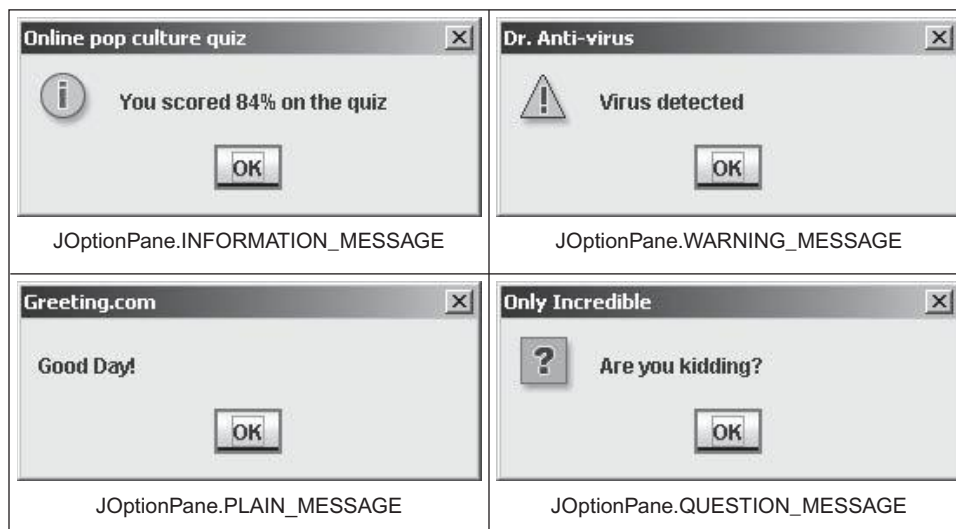 Online pop culture quiz
You scored 84% on the quiz
OK
JOptionPane.INFORMATION_MESSAGE
Dr. Anti-virus
Virus detected
OK
JOptionPane.WARNING_MESSAGE
Greeting.com
Good Day!
OK
JOptionPane.PLAIN_MESSAGE
Only Incredible
?
Are you kidding?
OK
JOptionPane.QUESTION_MESSAGE